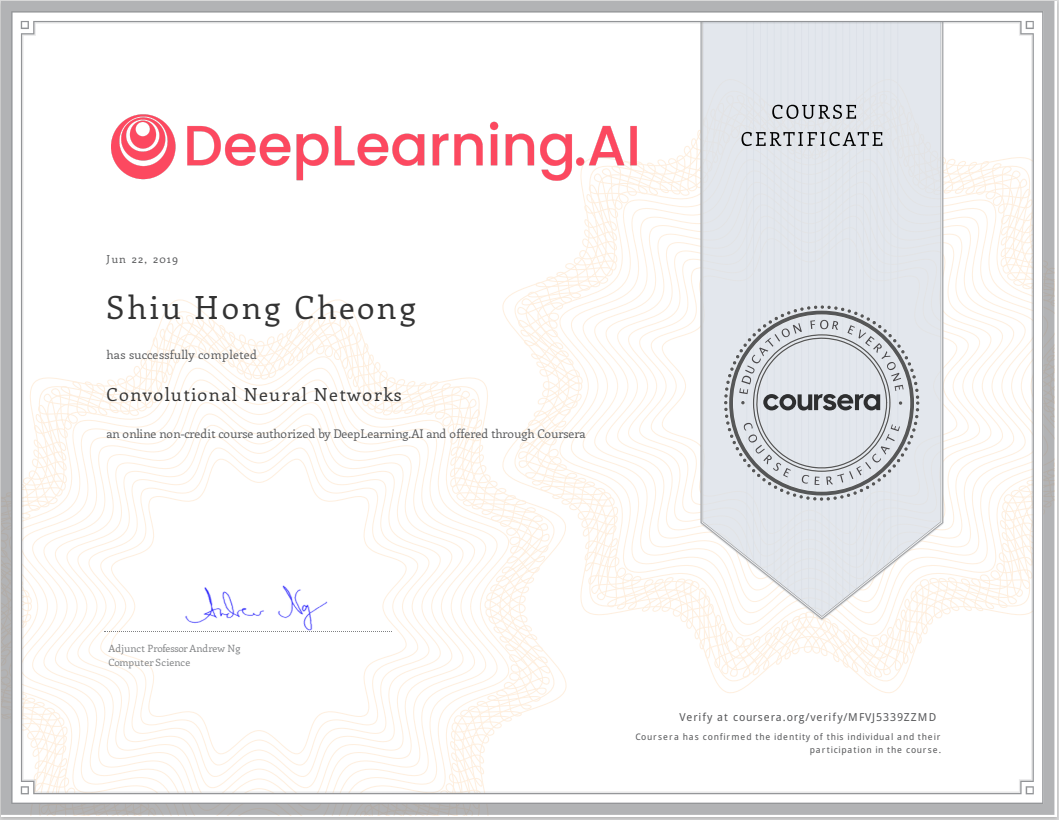 DeepLearning.AI
COURSE
CERTIFICATE
Jun 22, 2019
Shiu Hong Cheong
has successfully completed
Convolutional Neural Networks
an online non-credit course authorized by DeepLearning.AI and offered through Coursera
EDUCATION FOR EVERYONE
coursera
COURSE CERTIFICATE
Andrew Ng
Adjunct Professor Andrew Ng
Computer Science
Verify at coursera.org/verify/MFVJ5339ZZMD
Coursera has confirmed the identity of this individual and their
participation in the course.